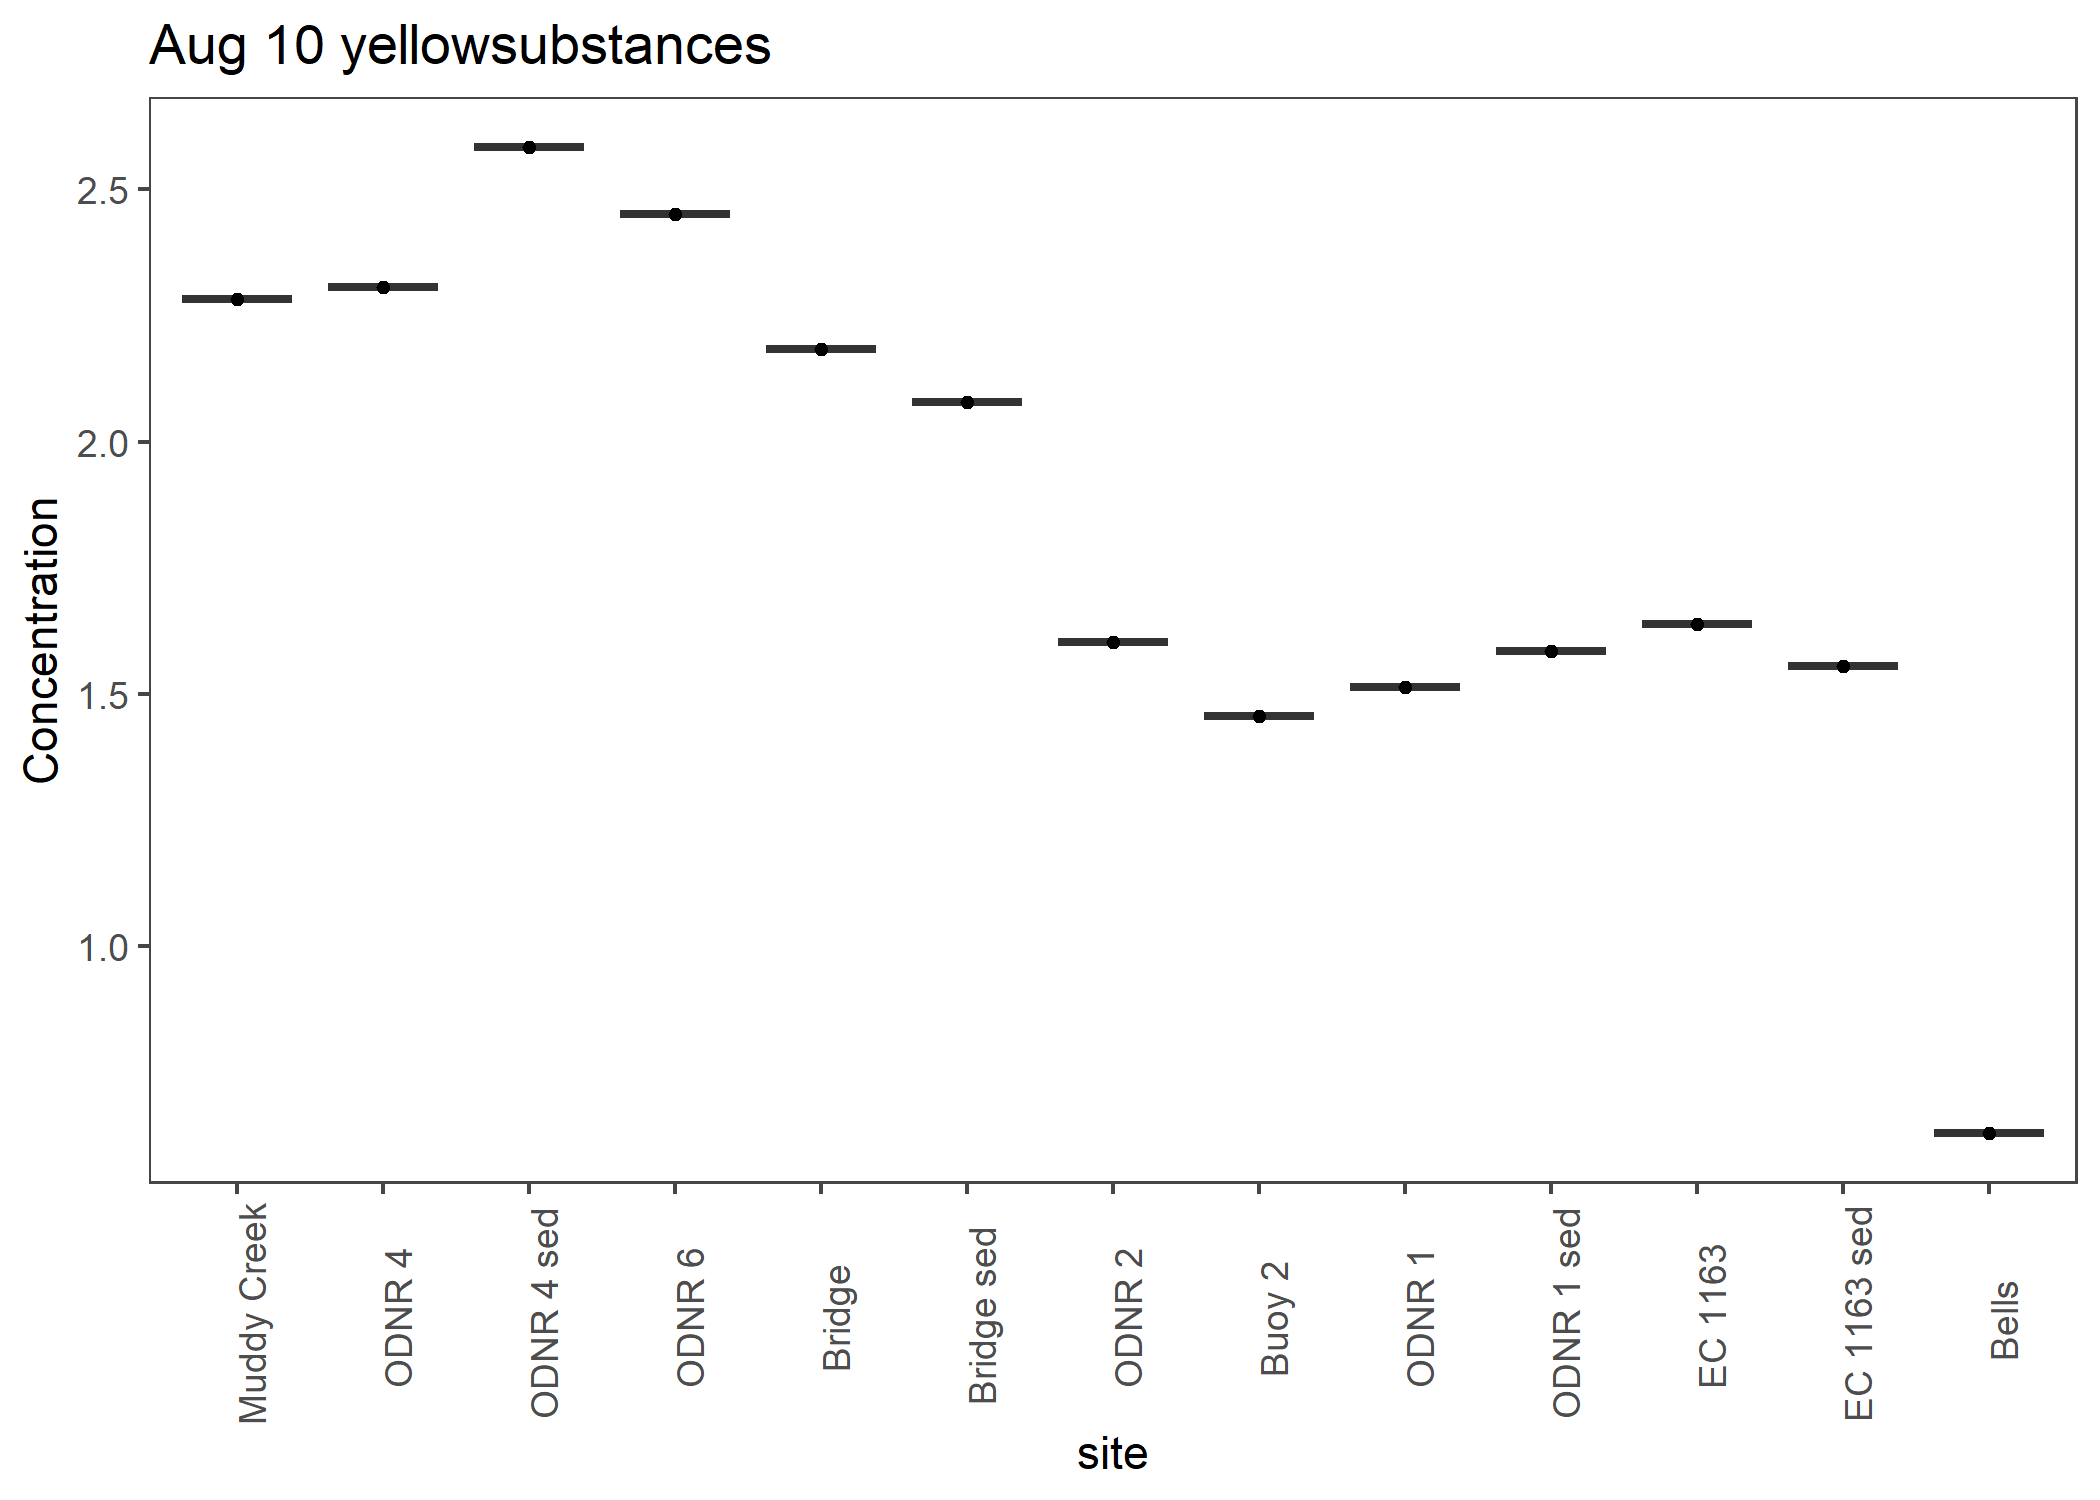 Aug 10 yellowsubstances
Concentration
2.5
2.0
1.5
1.0
Muddy Creek
ODNR 4
ODNR 4 sed
ODNR 6
Bridge
Bridge sed
ODNR 2
Buoy 2
ODNR 1
ODNR 1 sed
EC 1163
EC 1163 sed
Bells
site